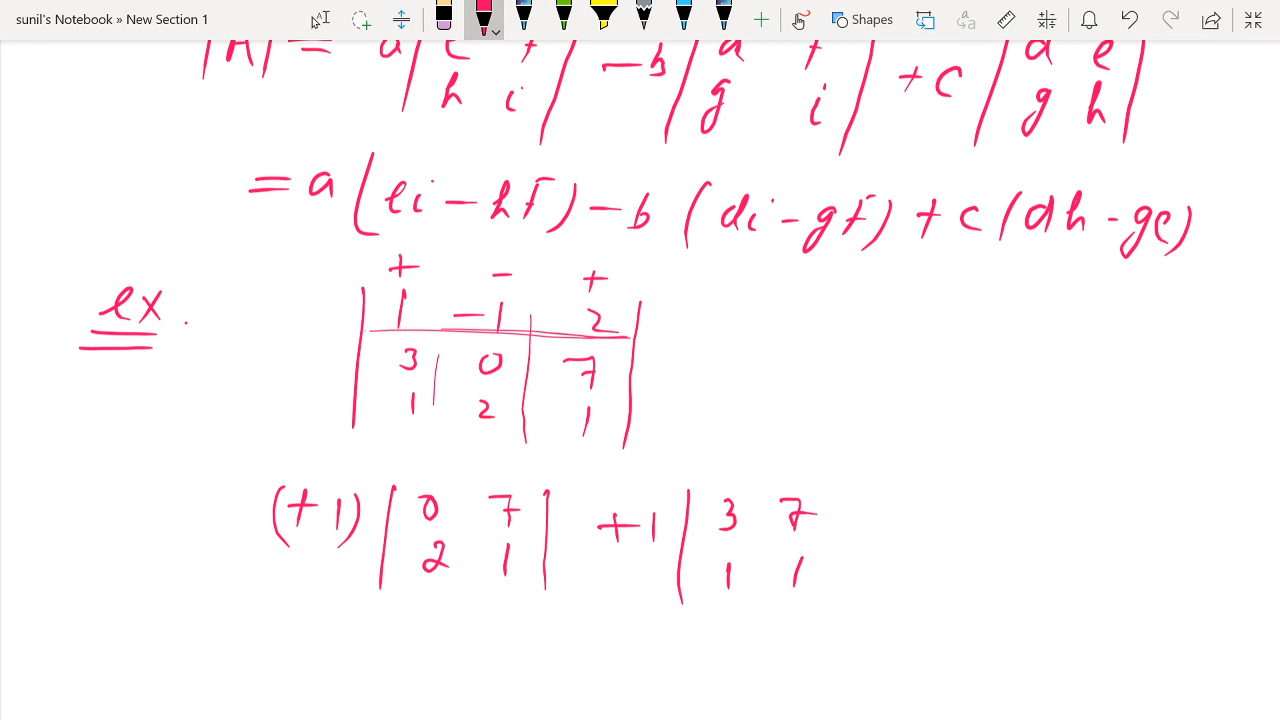 sunil's Notebook » New Section 1
Shapes
|A| = a | | - b | | + c |d e|
h i g i g h
= a (ei - hf) - b (di - gf) + c (dh - ge)
+ - +
ex. 1 -1 2
3 0 7
1 2 1
(+1) |0 7| +1 |3 7
2 1 1 1